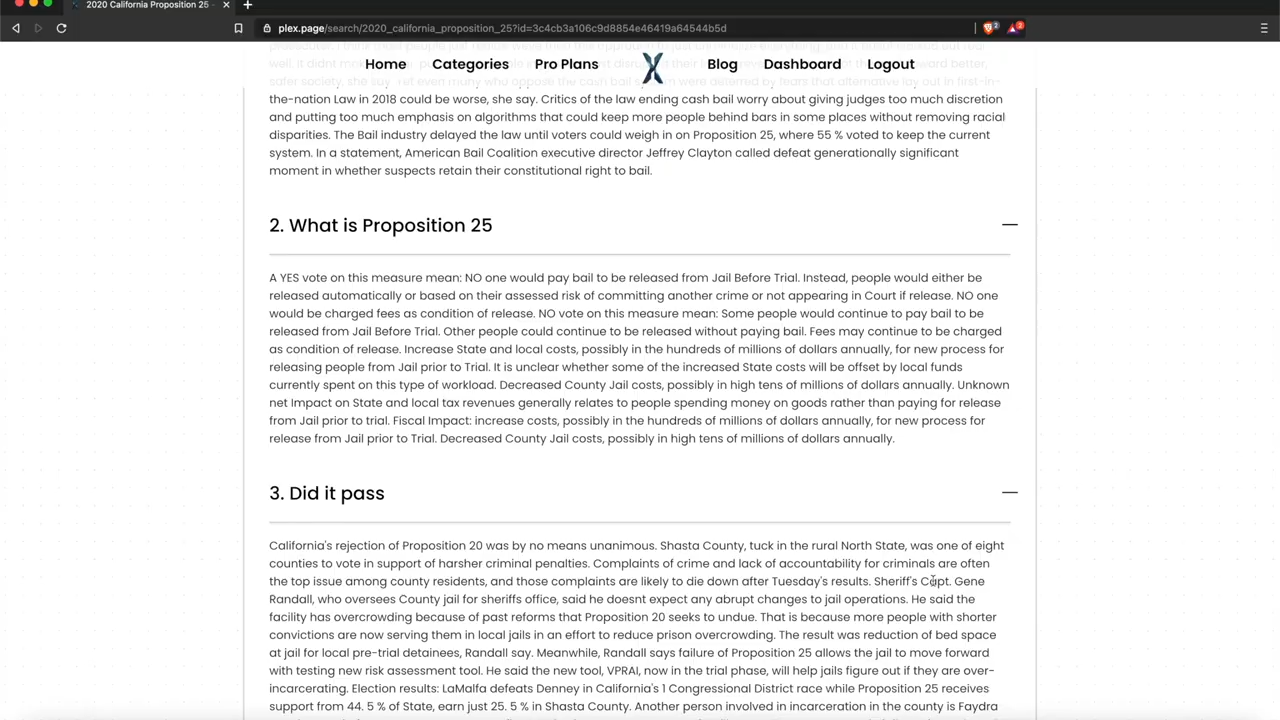 2020 California Proposition 25 -
plex.page/search/2020_california_proposition_25?id=3c4cb3a106c9d8854e46419a64544b5d
Home Categories Pro Plans X Blog Dashboard Logout
safer society, she say. Yet even many who oppose the cash bail system were deterred by fears that alternative lay out in first-in-
the-nation Law in 2018 could be worse, she say. Critics of the law ending cash bail worry about giving judges too much discretion
and putting too much emphasis on algorithms that could keep more people behind bars in some places without removing racial
disparities. The Bail industry delayed the law until voters could weigh in on Proposition 25, where 55 % voted to keep the current
system. In a statement, American Bail Coalition executive director Jeffrey Clayton called defeat generationally significant
moment in whether suspects retain their constitutional right to bail.
2. What is Proposition 25
A YES vote on this measure mean: NO one would pay bail to be released from Jail Before Trial. Instead, people would either be
released automatically or based on their assessed risk of committing another crime or not appearing in Court if release. NO one
would be charged fees as condition of release. NO vote on this measure mean: Some people would continue to pay bail to be
released from Jail Before Trial. Other people could continue to be released without paying bail. Fees may continue to be charged
as condition of release. Increase State and local costs, possibly in the hundreds of millions of dollars annually, for new process for
releasing people from Jail prior to Trial. It is unclear whether some of the increased State costs will be offset by local funds
currently spent on this type of workload. Decreased County Jail costs, possibly in high tens of millions of dollars annually. Unknown
net Impact on State and local tax revenues generally relates to people spending money on goods rather than paying for release
from Jail prior to trial. Fiscal Impact: increase costs, possibly in the hundreds of millions of dollars annually, for new process for
release from Jail prior to Trial. Decreased County Jail costs, possibly in high tens of millions of dollars annually.
3. Did it pass
California's rejection of Proposition 20 was by no means unanimous. Shasta County, tuck in the rural North State, was one of eight
counties to vote in support of harsher criminal penalties. Complaints of crime and lack of accountability for criminals are often
the top issue among county residents, and those complaints are likely to die down after Tuesday's results. Sheriff's Capt. Gene
Randall, who oversees County jail for sheriffs office, said he doesnt expect any abrupt changes to jail operations. He said the
facility has overcrowding because of past reforms that Proposition 20 seeks to undue. That is because more people with shorter
convictions are now serving them in local jails in an effort to reduce prison overcrowding. The result was reduction of bed space
at jail for local pre-trial detainees, Randall say. Meanwhile, Randall says failure of Proposition 25 allows the jail to move forward
with testing new risk assessment tool. He said the new tool, VPRAI, now in the trial phase, will help jails figure out if they are over-
incarcerating. Election results: LaMalfa defeats Denney in California's 1 Congressional District race while Proposition 25 receives
support from 44. 5 % of State, earn just 25. 5 % in Shasta County. Another person involved in incarceration in the county is Faydra